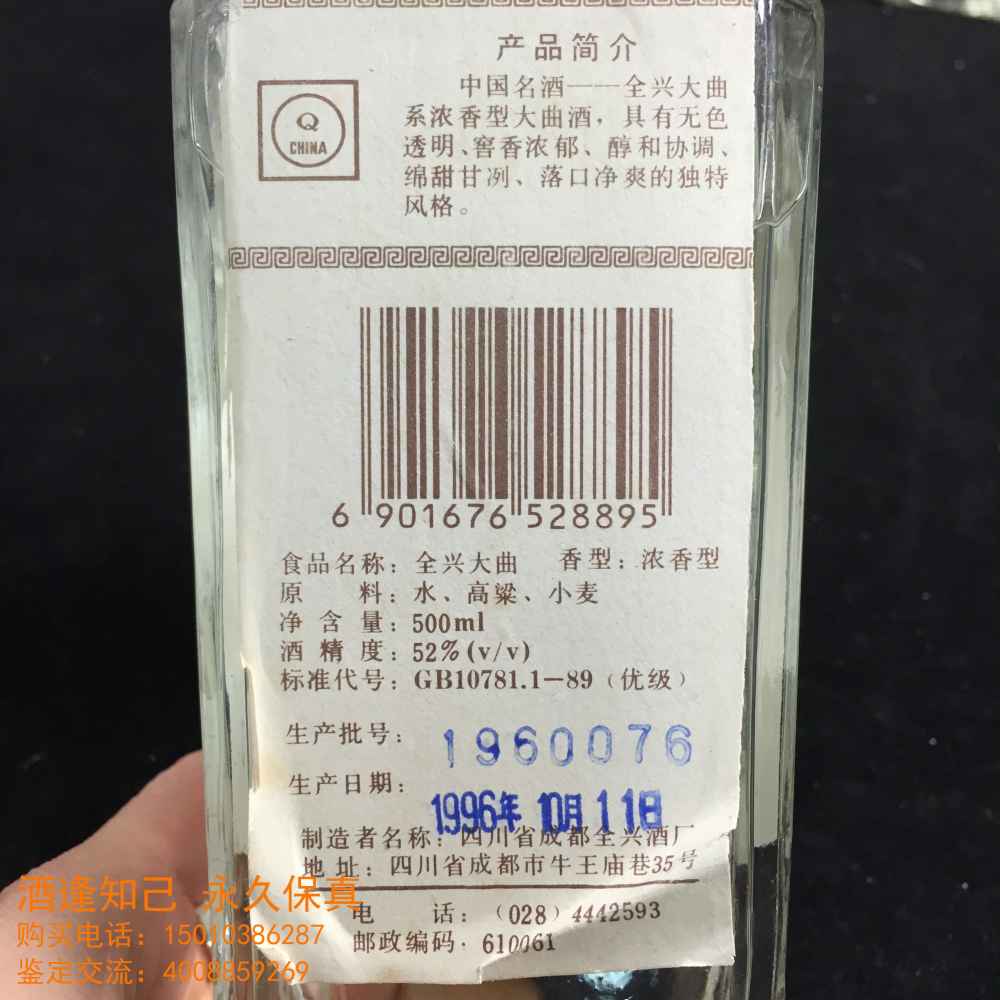 产品简介
中国名酒——全兴大曲
系浓香型大曲酒，具有无色
透明、窖香浓郁、醇和协调、
绵甜甘冽、落口净爽的独特
风格。
Q
CHINA
6 901676 528895
食品名称：全兴大曲 香型：浓香型
原 料：水、高粱、小麦
净 含 量：500ml
酒 精 度：52%(v/v)
标准代号：GB10781.1-89（优级）
生产批号：1960076
生产日期：1996年10月11日
制造者名称：四川省成都全兴酒厂
地 址：四川省成都市牛王庙巷35号
电 话：（028）4442593
邮政编码：610061
酒逢知己 永久保真
购买电话：15010386287
鉴定交流：4008859269